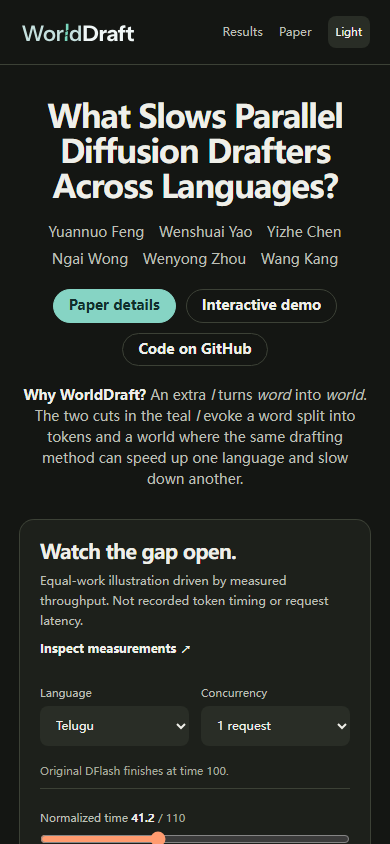 WorldDraft
Results Paper Light
What Slows Parallel
Diffusion Drafters
Across Languages?
Yuannuo Feng Wenshuai Yao Yizhe Chen
Ngai Wong Wenyong Zhou Wang Kang
Paper details Interactive demo
Code on GitHub
Why WorldDraft? An extra l turns word into world.
The two cuts in the teal l evoke a word split into
tokens and a world where the same drafting
method can speed up one language and slow
down another.
Watch the gap open.
Equal-work illustration driven by measured
throughput. Not recorded token timing or request
latency.
Inspect measurements ↗
Language Concurrency
Telugu 1 request
Original DFlash finishes at time 100.
Normalized time 41.2 / 110